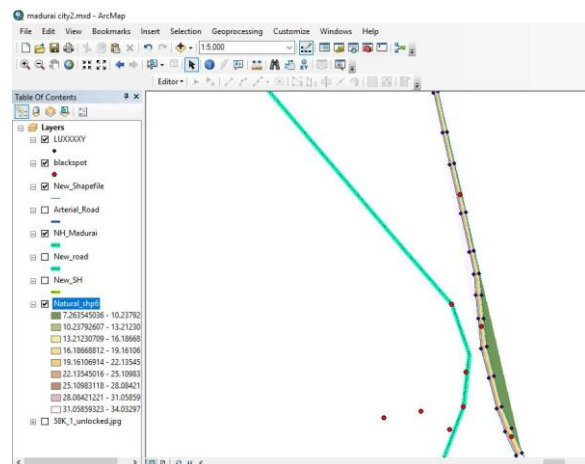 madurai city2.mxd - ArcMap
File Edit View Bookmarks Insert Selection Geoprocessing Customize Windows Help
1:5,000
Editor
Table Of Contents
Layers
LUXXXXY
blackspot
New_Shapefile
Arterial_Road
NH_Madurai
New_road
New_SH
Natural_shp6
7.263545036 - 10.23792
10.23792607 - 13.21230
13.21230709 - 16.18668
16.18668812 - 19.16106
19.16106914 - 22.13545
22.13545016 - 25.10983
25.10983118 - 28.08421
28.08421221 - 31.05859
31.05859323 - 34.03297
58K_1_unlocked.jpg